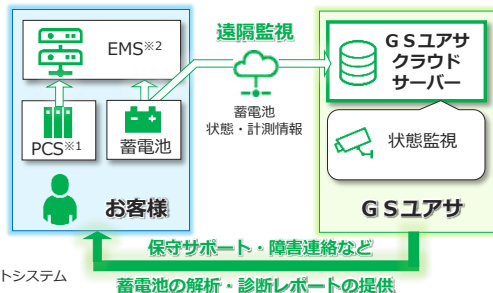 EMS※2
PCS※1
蓄電池
お客様
遠隔監視
蓄電池
状態・計測情報
GSユアサ
クラウド
サーバー
状態監視
GSユアサ
保守サポート・障害連絡など
蓄電池の解析・診断レポートの提供
トシステム